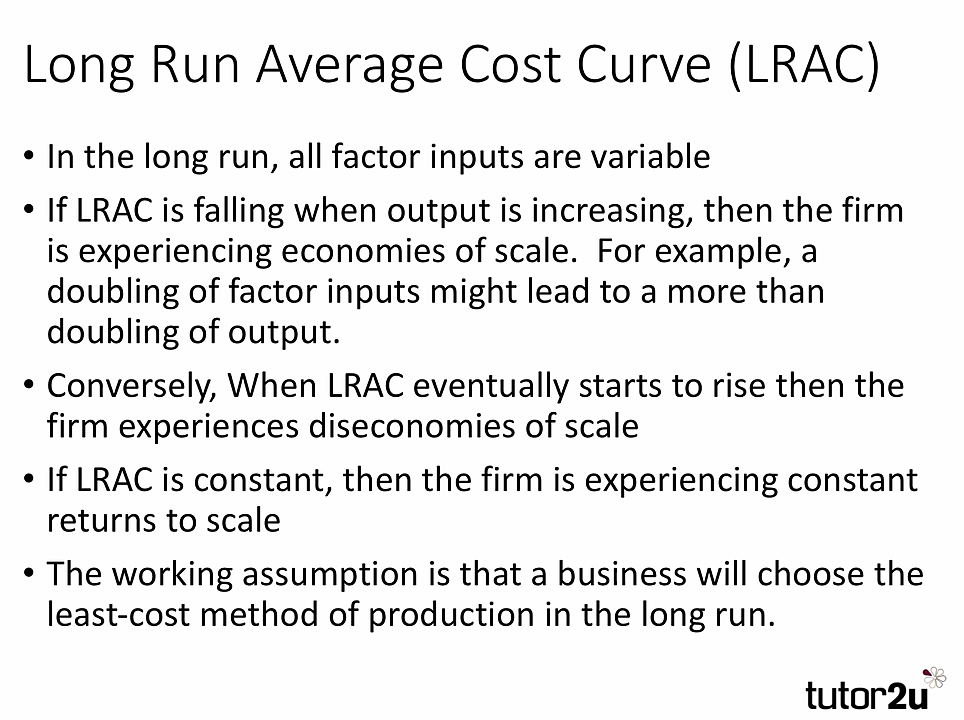 Long Run Average Cost Curve (LRAC)
• In the long run, all factor inputs are variable
• If LRAC is falling when output is increasing, then the firm
is experiencing economies of scale.  For example, a
doubling of factor inputs might lead to a more than
doubling of output.
• Conversely, When LRAC eventually starts to rise then the
firm experiences diseconomies of scale
• If LRAC is constant, then the firm is experiencing constant
returns to scale
• The working assumption is that a business will choose the
least-cost method of production in the long run.
tutor2u